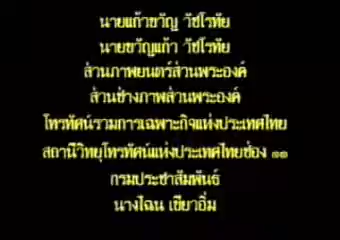 นายแก้วขวัญ วัชโรทัย
นายขวัญแก้ว วัชโรทัย
ส่วนภาพยนตร์ส่วนพระองค์
ส่วนช่างภาพส่วนพระองค์
โทรทัศน์รวมการเฉพาะกิจแห่งประเทศไทย
สถานีวิทยุโทรทัศน์แห่งประเทศไทยช่อง ๑๑
กรมประชาสัมพันธ์
นางไฉน เขียวอิ่ม